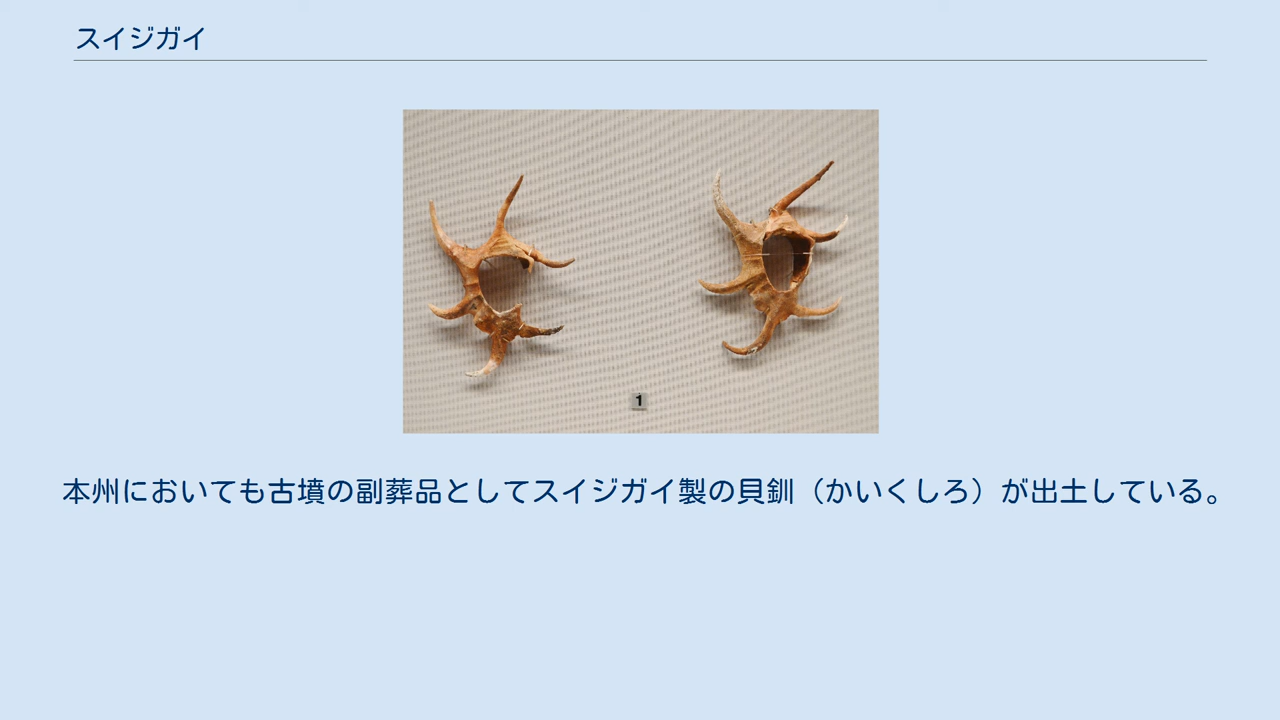 スイジガイ
1
本州においても古墳の副葬品としてスイジガイ製の貝釧（かいくしろ）が出土している。